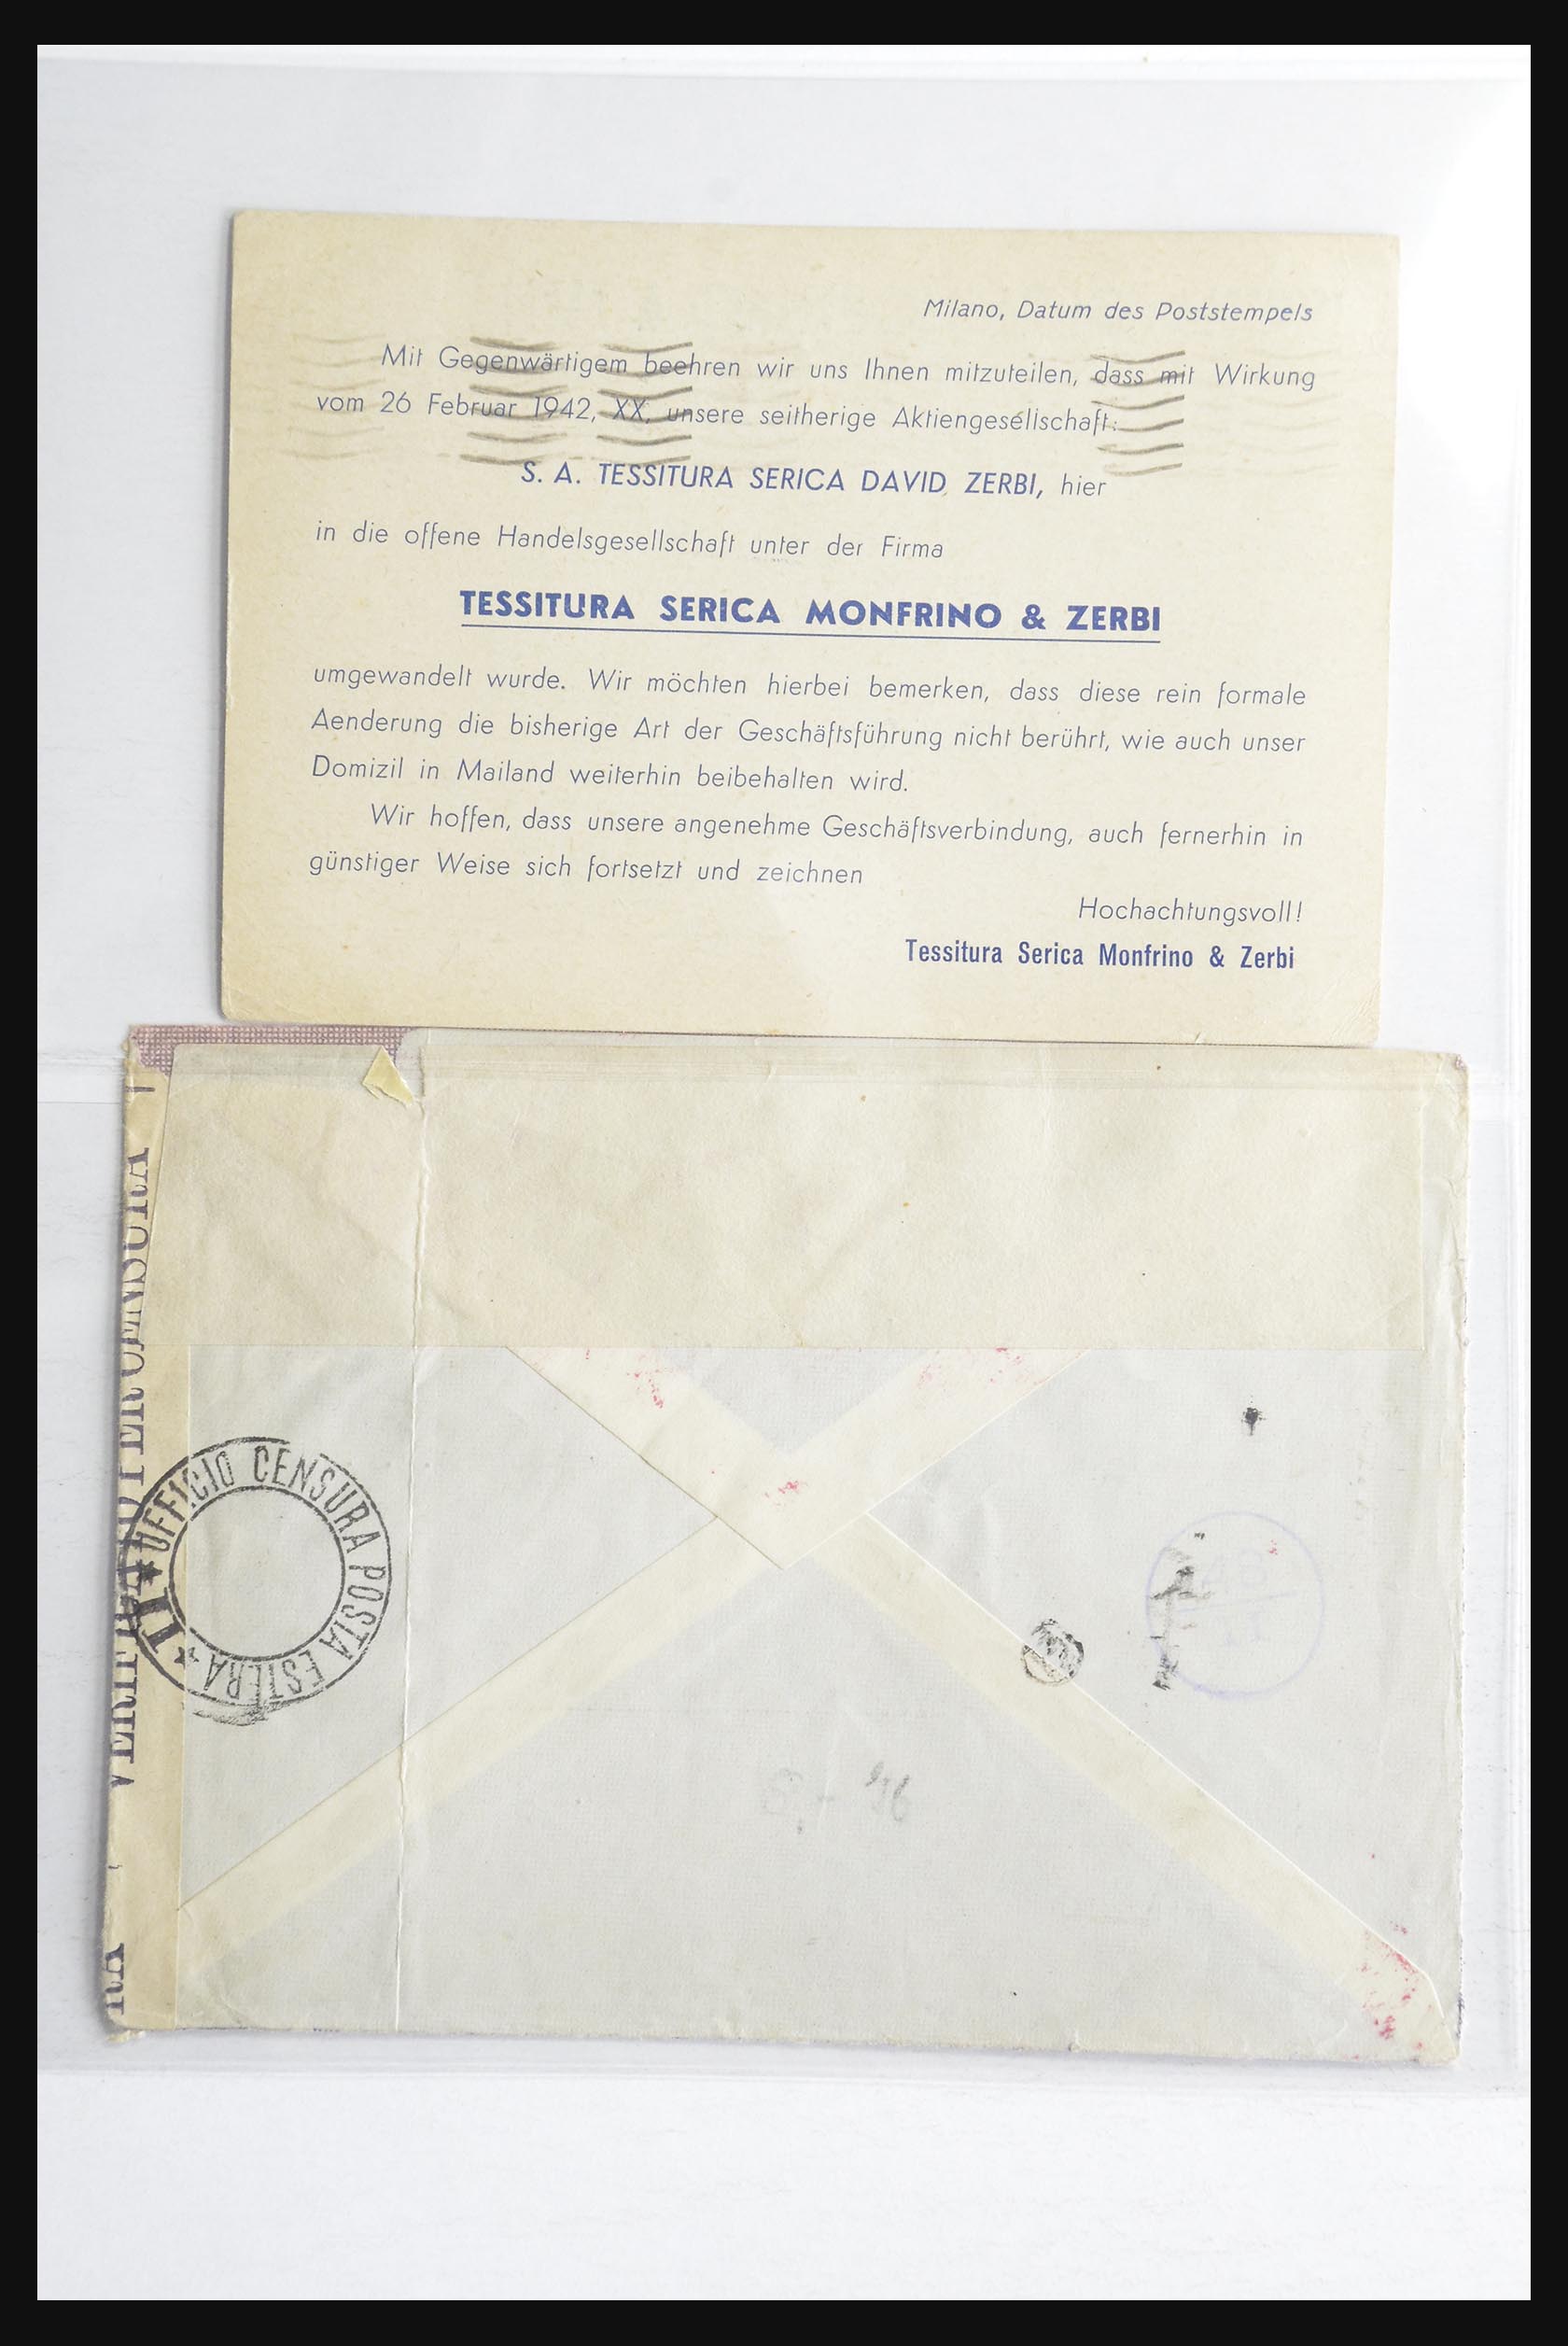 Milano, Datum des Poststempels
Mit Gegenwärtigem beehren wir uns Ihnen mitzuteilen, dass mit Wirkung
vom 26 Februar 1942, XX, unsere seitherige Aktiengesellschaft:
S. A. TESSITURA SERICA DAVID ZERBI, hier
in die offene Handelsgesellschaft unter der Firma
TESSITURA SERICA MONFRINO & ZERBI
umgewandelt wurde. Wir möchten hierbei bemerken, dass diese rein formale
Aenderung die bisherige Art der Geschäftsführung nicht berührt, wie auch unser
Domizil in Mailand weiterhin beibehalten wird.
Wir hoffen, dass unsere angenehme Geschäftsverbindung, auch fernerhin in
günstiger Weise sich fortsetzt und zeichnen
Hochachtungsvoll!
Tessitura Serica Monfrino & Zerbi
PER CENSURA
UFFICIO CENSURA POSTA ESTERA